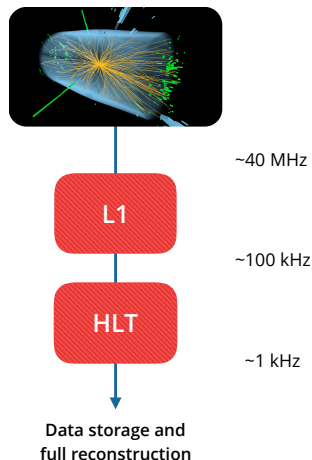 ~40 MHz
L1
~100 kHz
HLT
~1 kHz
Data storage and
full reconstruction